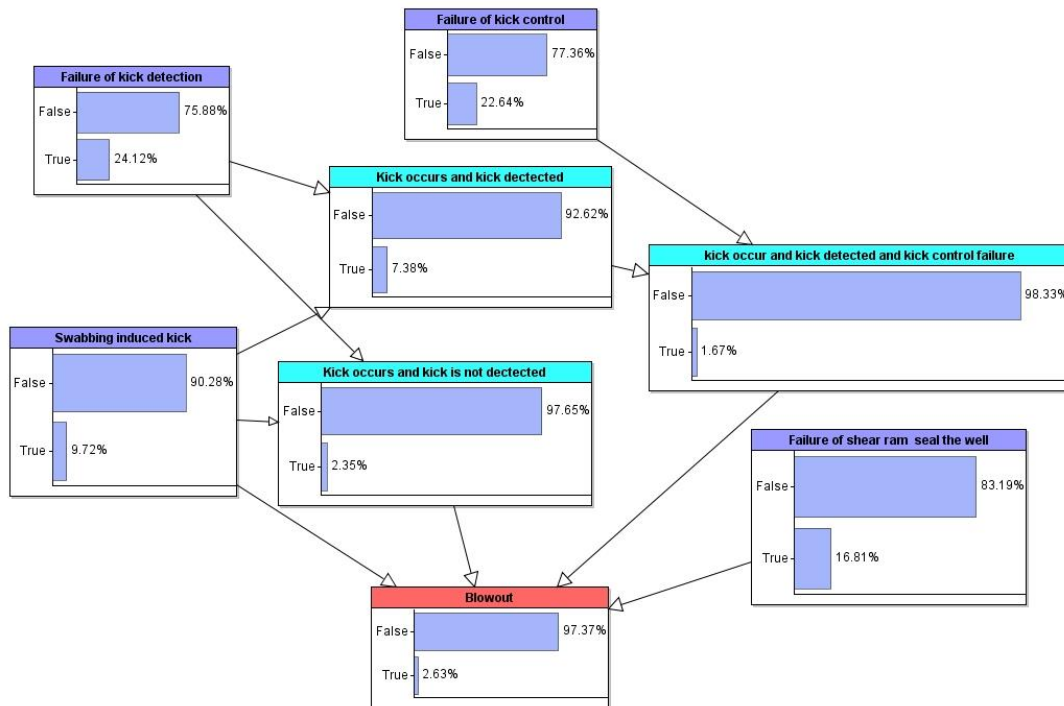 Failure of kick control
False
77.36%
True
22.64%
Failure of kick detection
False
75.88%
True
24.12%
Kick occurs and kick dectected
False
92.62%
True
7.38%
kick occur and kick detected and kick control failure
False
98.33%
True
1.67%
Swabbing induced kick
False
90.28%
True
9.72%
Kick occurs and kick is not dectected
False
97.65%
True
2.35%
Failure of shear ram seal the well
False
83.19%
True
16.81%
Blowout
False
97.37%
True
2.63%